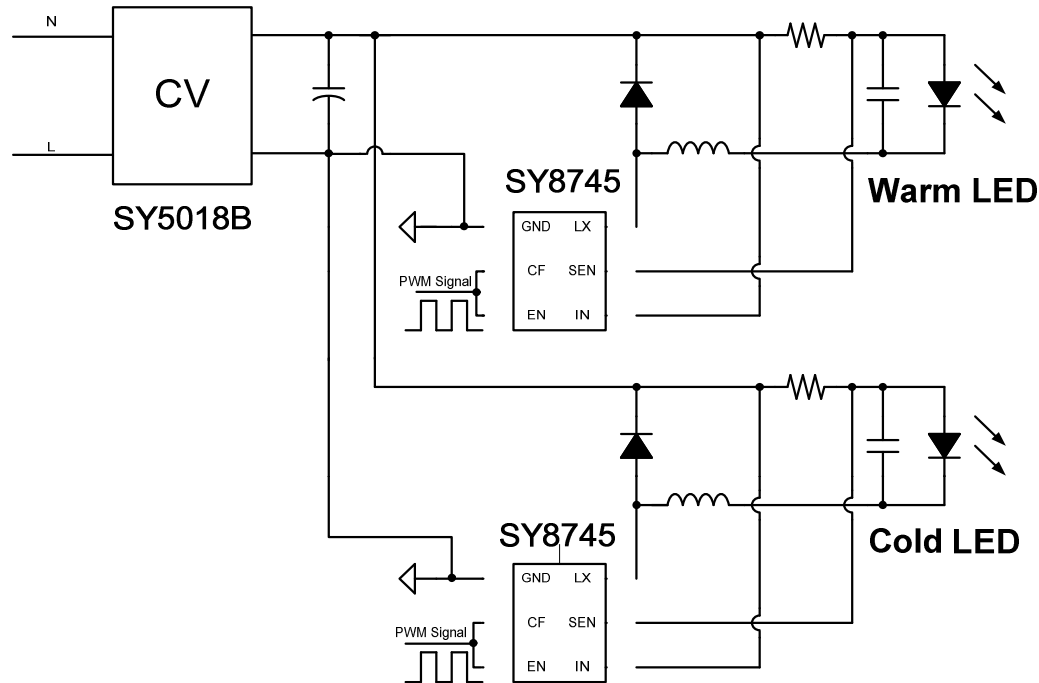 N
CV
L
SY5018B
SY8745
Warm LED
GND LX
CF SEN
PWM Signal
EN IN
SY8745
Cold LED
GND LX
CF SEN
PWM Signal
EN IN